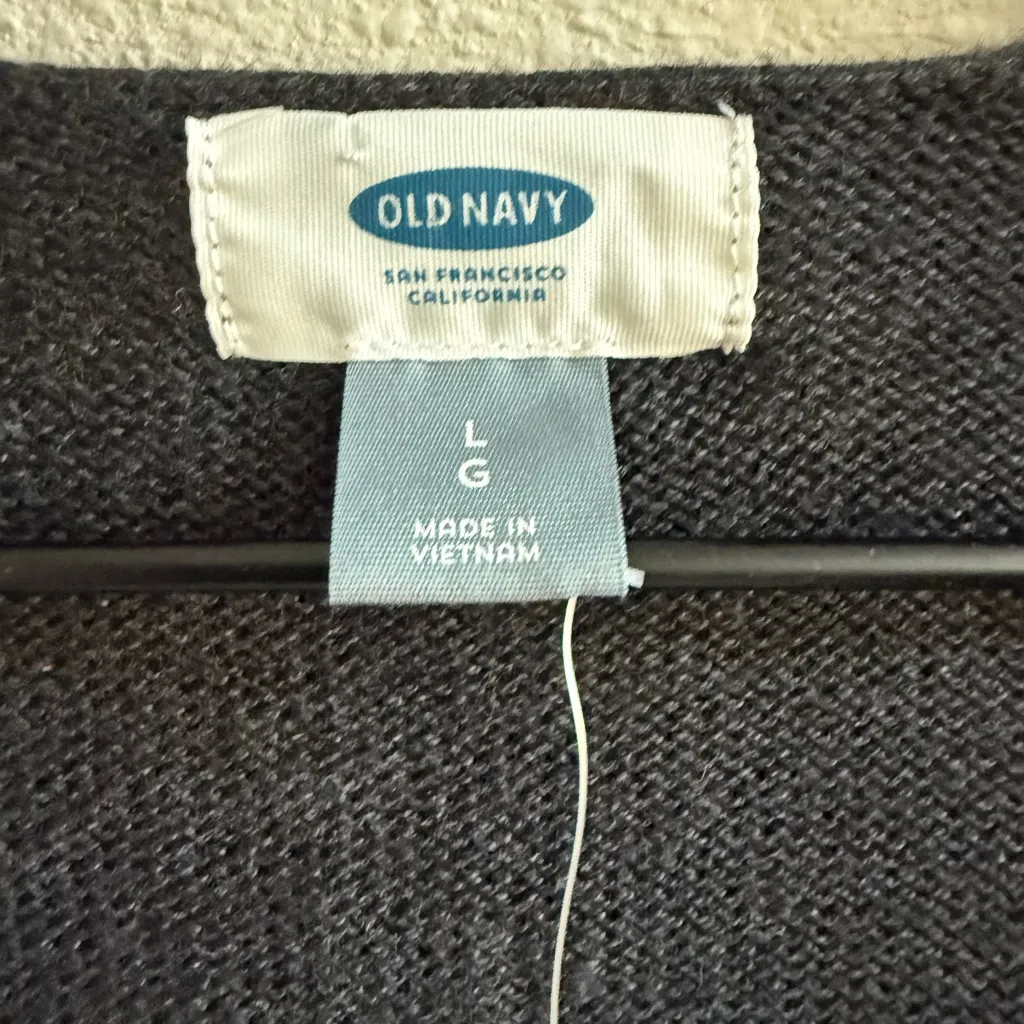 OLD NAVY
SAN FRANCISCO
CALIFORNIA
L
G
MADE IN
VIETNAM